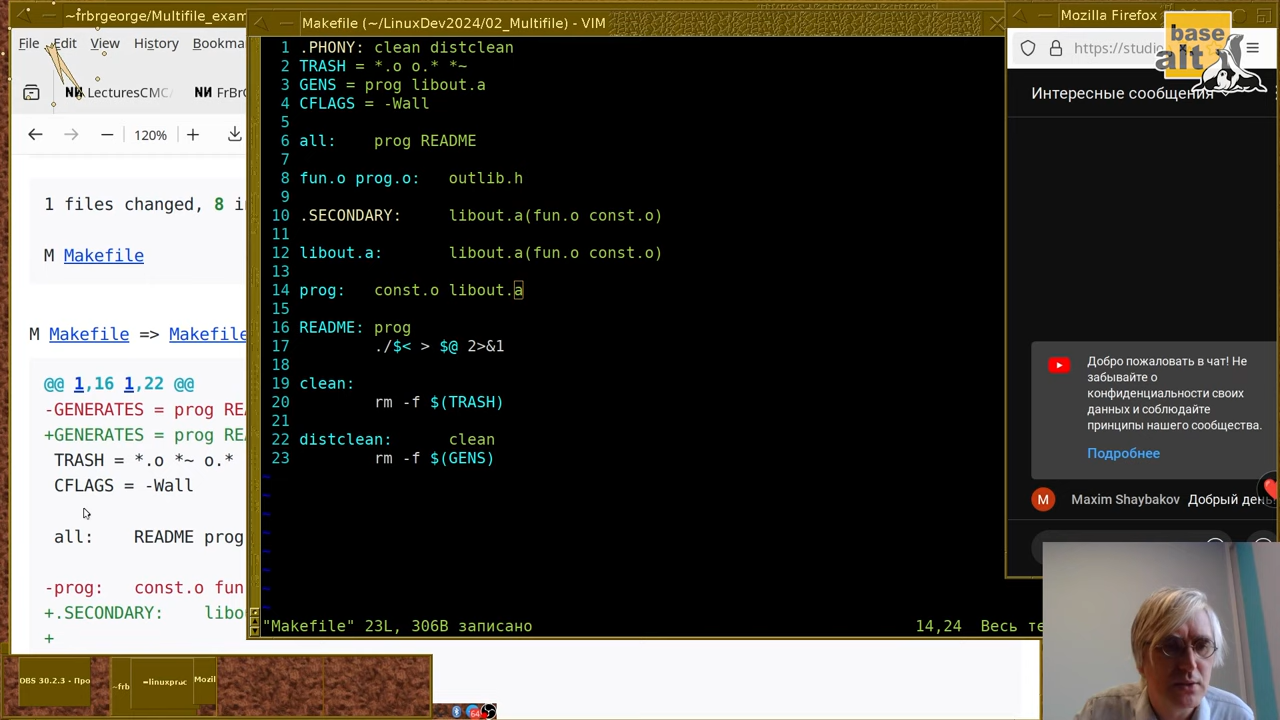 ~frbrgeorge/Multifile_exam
File Edit View History Bookma
LecturesCMC/ FrBrG
120%
1 files changed, 8 i
M Makefile
M Makefile => Makefile
@@ 1,16 1,22 @@
-GENERATES = prog RE
+GENERATES = prog RE
TRASH = *.o *~ o.*
CFLAGS = -Wall
all: README prog
-prog: const.o fun
+.SECONDARY: libo
+
Makefile (~/LinuxDev2024/02_Multifile) - VIM
1 .PHONY: clean distclean
2 TRASH = *.o o.* *~
3 GENS = prog libout.a
4 CFLAGS = -Wall
5
6 all: prog README
7
8 fun.o prog.o: outlib.h
9
10 .SECONDARY: libout.a(fun.o const.o)
11
12 libout.a: libout.a(fun.o const.o)
13
14 prog: const.o libout.a
15
16 README: prog
17 ./$< > $@ 2>&1
18
19 clean:
20 rm -f $(TRASH)
21
22 distclean: clean
23 rm -f $(GENS)
~
~
~
~
~
~
~
~
"Makefile" 23L, 306B записано 14,24 Весь те
Mozilla Firefox
https://studio
base
alt
Интересные сообщения
Добро пожаловать в чат! Не
забывайте о
конфиденциальности своих
данных и соблюдайте
принципы нашего сообщества.
Подробнее
M Maxim Shaybakov Добрый день
OBS 30.2.3 - Про
~frb
=linuxprac
Mozil
64